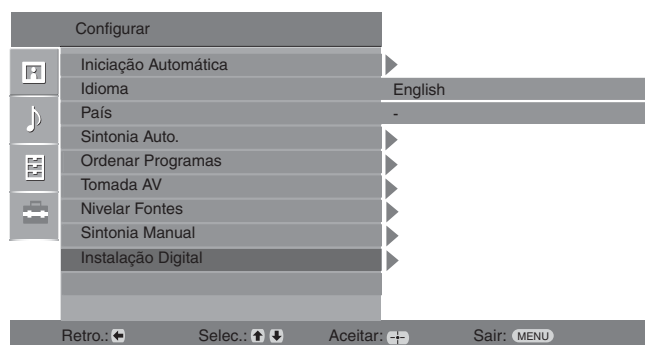 Configurar
Iniciação Automática
Idioma English
País -
Sintonia Auto.
Ordenar Programas
Tomada AV
Nivelar Fontes
Sintonia Manual
Instalação Digital
Retro.: Selec.: Aceitar: Sair: MENU